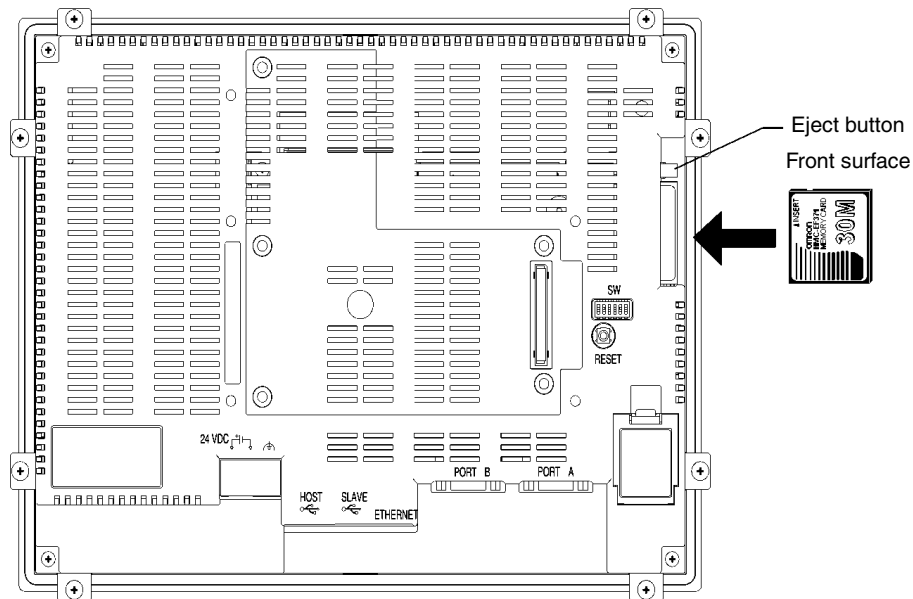 Eject button
Front surface
▲INSERT
OMRON
HMC-EF371
MEMORY CARD
30M
SW
RESET
24 VDC
PORT B
PORT A
HOST
SLAVE
ETHERNET